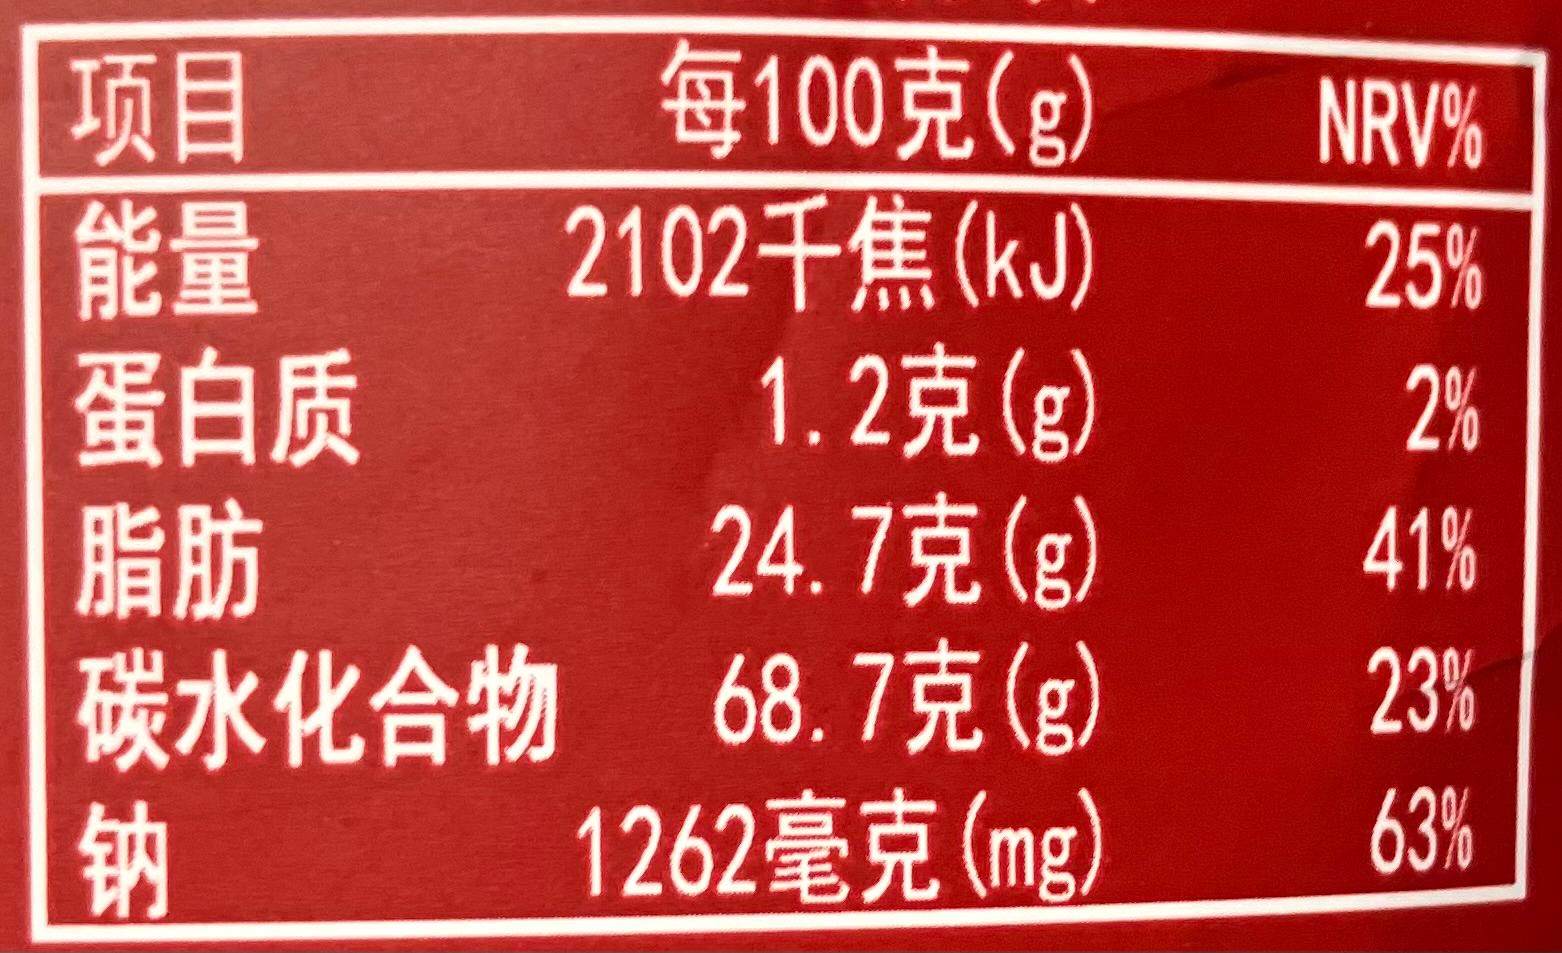 项目 每100克(g) NRV%
能量 2102千焦(kJ) 25%
蛋白质 1.2克(g) 2%
脂肪 24.7克(g) 41%
碳水化合物 68.7克(g) 23%
钠 1262毫克(mg) 63%